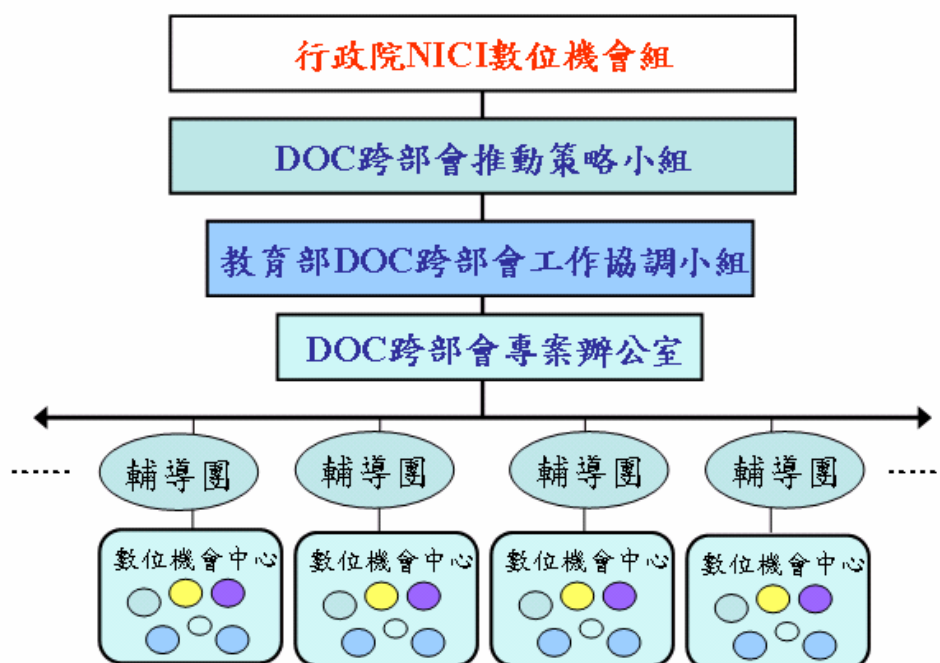 行政院NICI數位機會組
DOC跨部會推動策略小組
教育部DOC跨部會工作協調小組
DOC跨部會專案辦公室
輔導團 輔導團 輔導團 輔導團
數位機會中心 數位機會中心 數位機會中心 數位機會中心